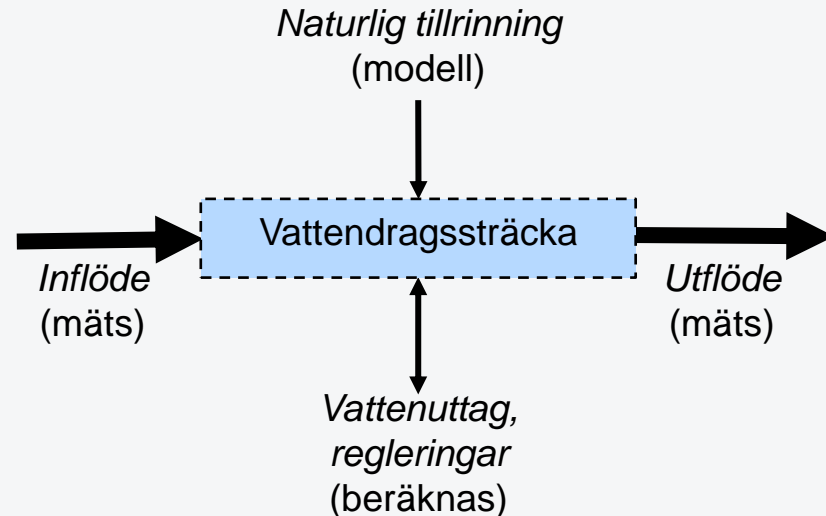 Naturlig tillrinning
(modell)
Vattendragssträcka
Inflöde
(mäts)
Utflöde
(mäts)
Vattenuttag,
regleringar
(beräknas)